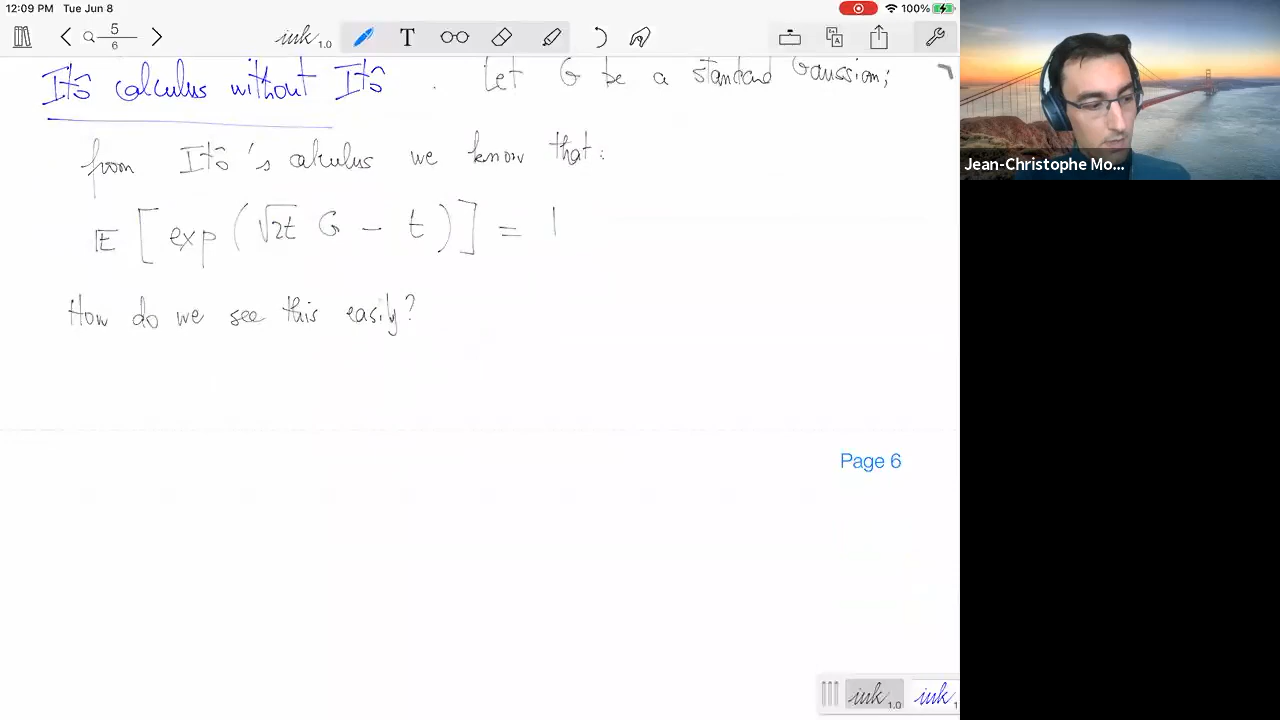 12:09 PM Tue Jun 8
100%
5
6
ink 1.0
T
Itô calculus without Itô. Let G be a standard Gaussian;
from Itô's calculus we know that:
𝔼[exp(√2t G − t)] = 1
How do we see this easily?
Page 6
ink 1.0 ink 1
Jean-Christophe Mo...